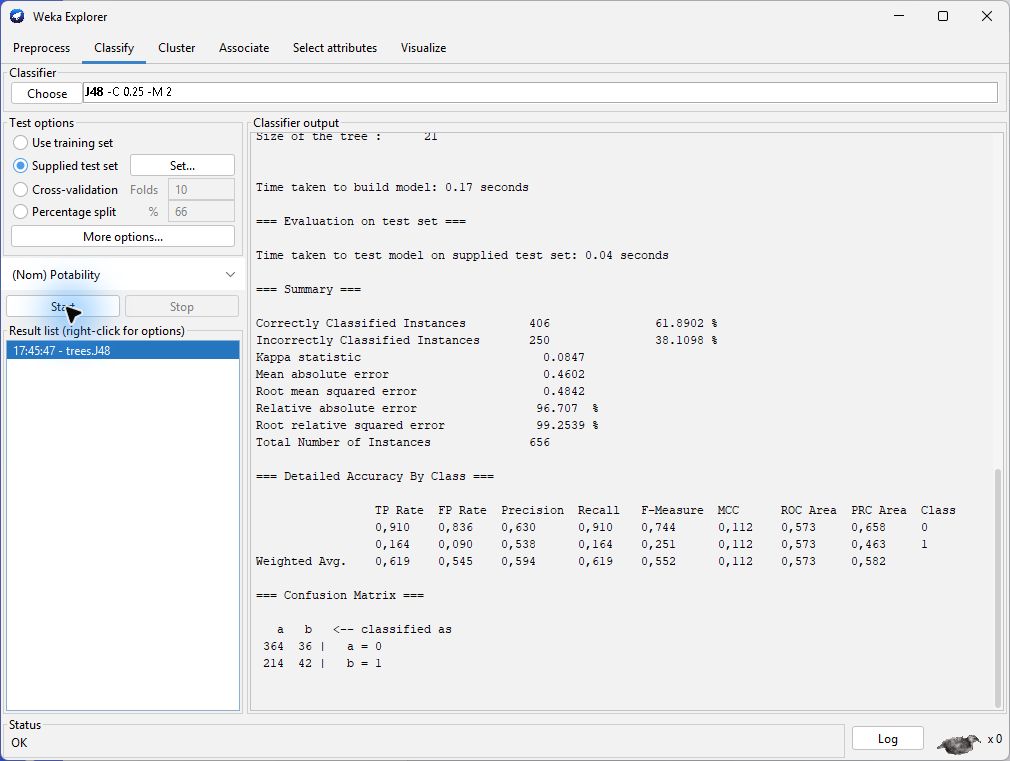 Weka Explorer
Preprocess Classify Cluster Associate Select attributes Visualize
Classifier
Choose J48 -C 0.25 -M 2
Test options
Use training set
Supplied test set Set...
Cross-validation Folds 10
Percentage split % 66
More options...
(Nom) Potability
Start Stop
Result list (right-click for options)
17:45:47 - trees.J48
Classifier output
Size of the tree : 21
Time taken to build model: 0.17 seconds
=== Evaluation on test set ===
Time taken to test model on supplied test set: 0.04 seconds
=== Summary ===
Correctly Classified Instances 406 61.8902 %
Incorrectly Classified Instances 250 38.1098 %
Kappa statistic 0.0847
Mean absolute error 0.4602
Root mean squared error 0.4842
Relative absolute error 96.707 %
Root relative squared error 99.2539 %
Total Number of Instances 656
=== Detailed Accuracy By Class ===
TP Rate FP Rate Precision Recall F-Measure MCC ROC Area PRC Area Class
0,910 0,836 0,630 0,910 0,744 0,112 0,573 0,658 0
0,164 0,090 0,538 0,164 0,251 0,112 0,573 0,463 1
Weighted Avg. 0,619 0,545 0,594 0,619 0,552 0,112 0,573 0,582
=== Confusion Matrix ===
a b <-- classified as
364 36 | a = 0
214 42 | b = 1
Status
OK
Log x 0